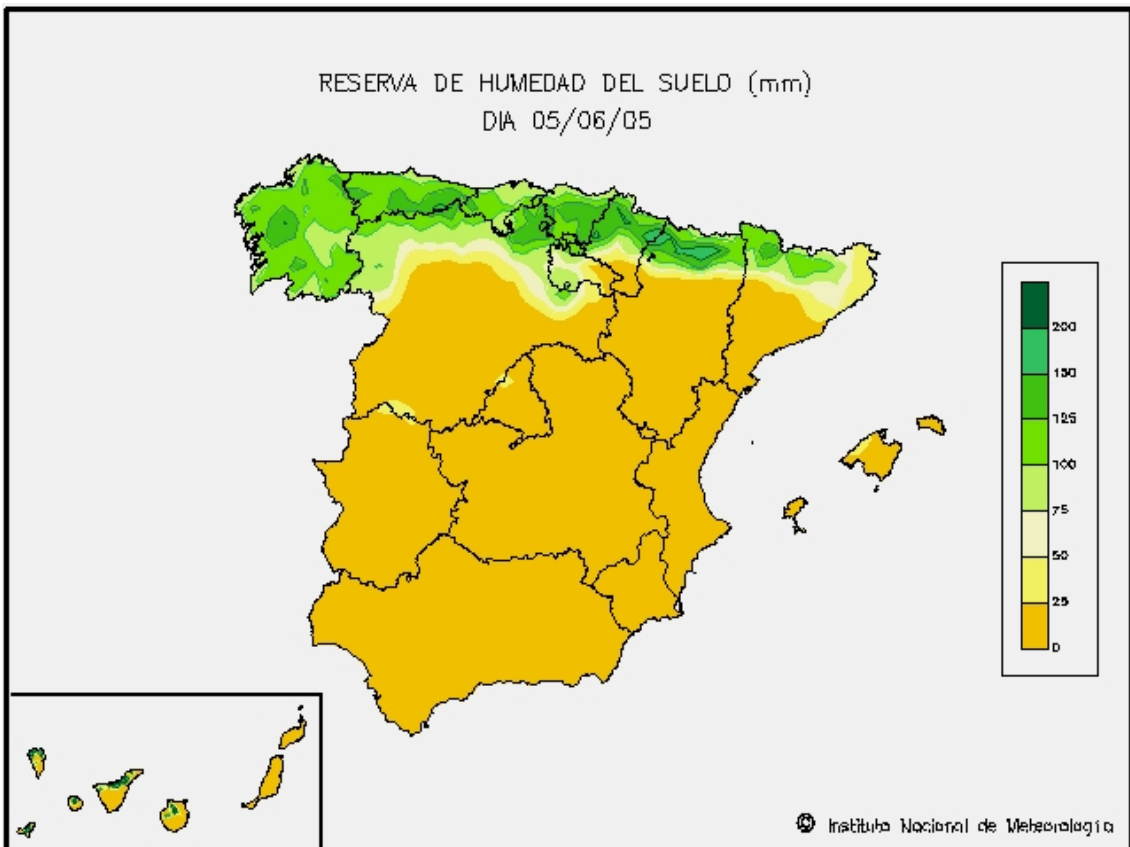 RESERVA DE HUMEDAD DEL SUELO (mm)
DIA 05/06/05
200
150
125
100
75
50
25
0
© Instituto Nacional de Meteorología